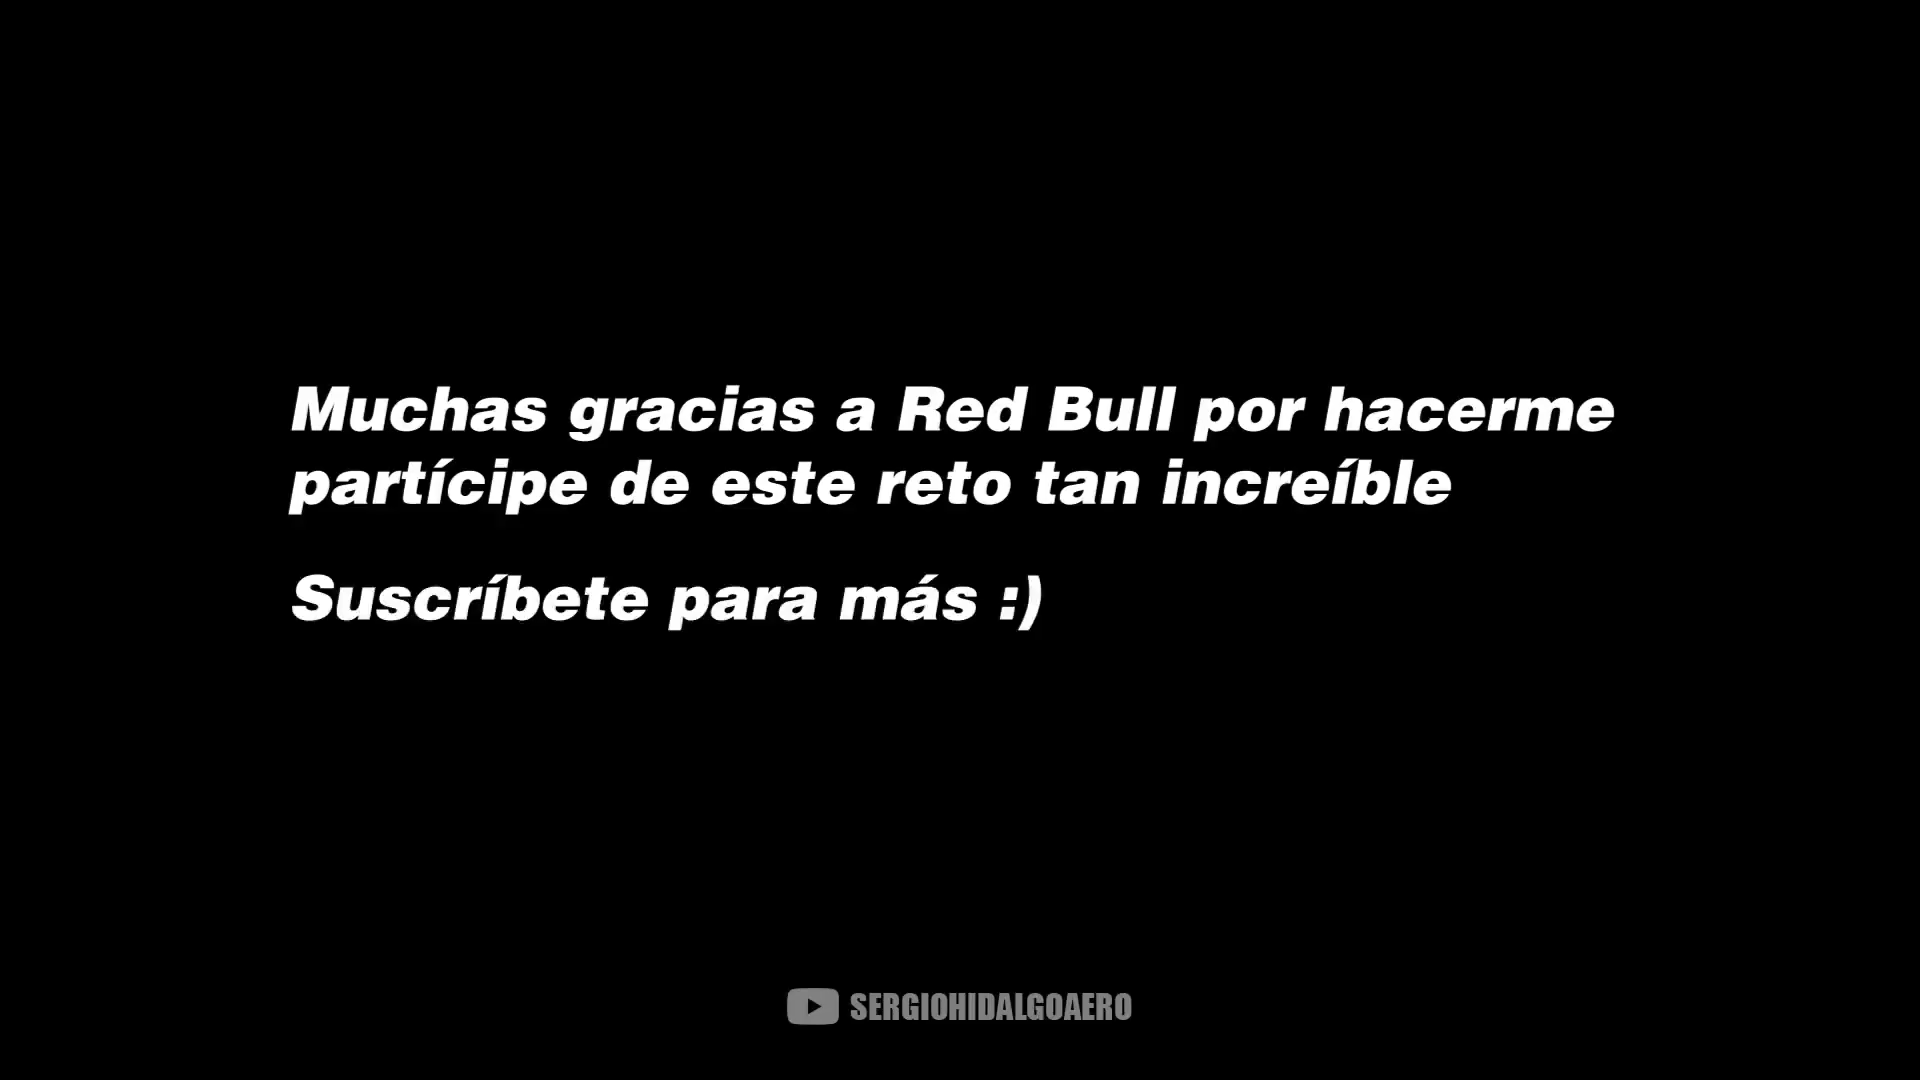 Muchas gracias a Red Bull por hacerme
partícipe de este reto tan increíble
Suscríbete para más :)
SERGIOHIDALGOAERO